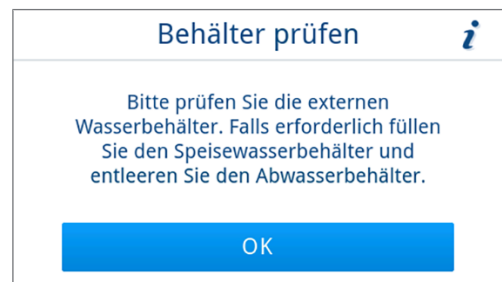 Behälter prüfen i
Bitte prüfen Sie die externen
Wasserbehälter. Falls erforderlich füllen
Sie den Speisewasserbehälter und
entleeren Sie den Abwasserbehälter.
OK